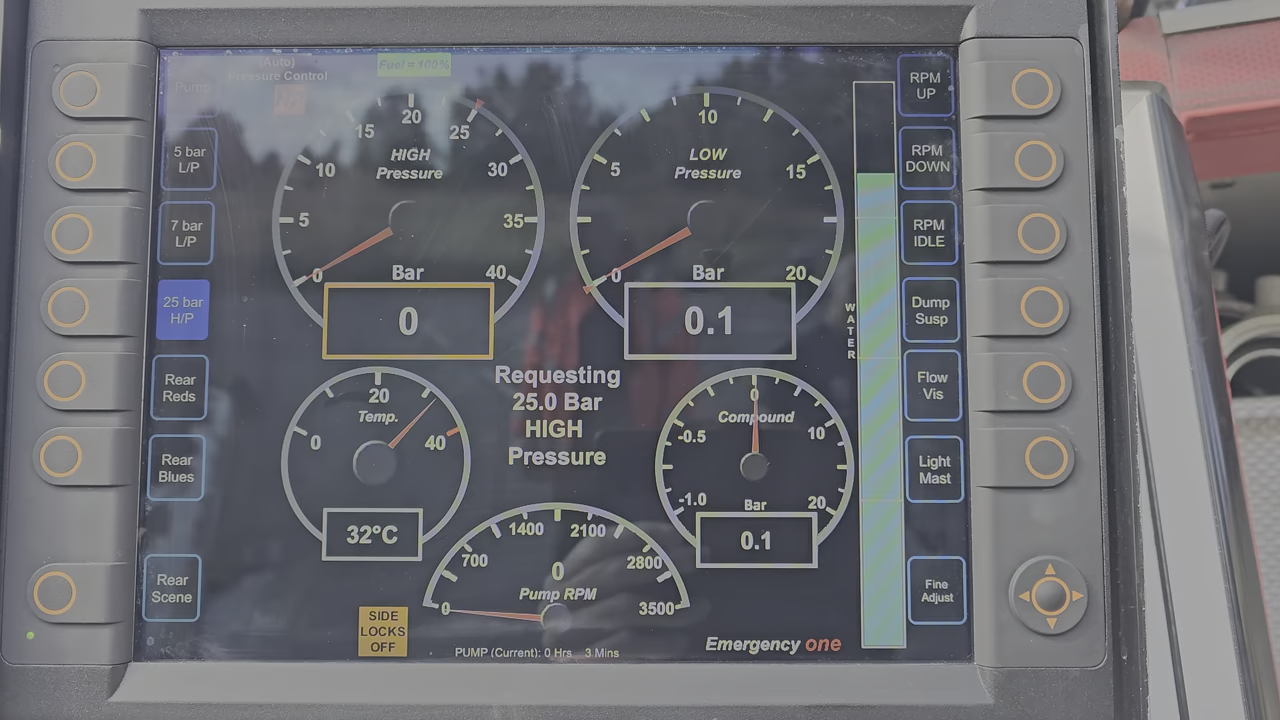 (Auto)
Pressure Control
Fuel = 100%
Pump
HP
5 bar
L/P
7 bar
L/P
25 bar
H/P
Rear
Reds
Rear
Blues
Rear
Scene
0
5
10
15
20
25
30
35
40
HIGH
Pressure
Bar
0
0
5
10
15
20
LOW
Pressure
Bar
0.1
WATER
RPM
UP
RPM
DOWN
RPM
IDLE
Dump
Susp
Flow
Vis
Light
Mast
Fine
Adjust
Requesting
25.0 Bar
HIGH
Pressure
0
20
40
Temp.
32°C
-1.0
-0.5
0
10
20
Compound
Bar
0.1
0
700
1400
2100
2800
3500
0
Pump RPM
SIDE
LOCKS
OFF
PUMP (Current): 0 Hrs 3 Mins
Emergency one